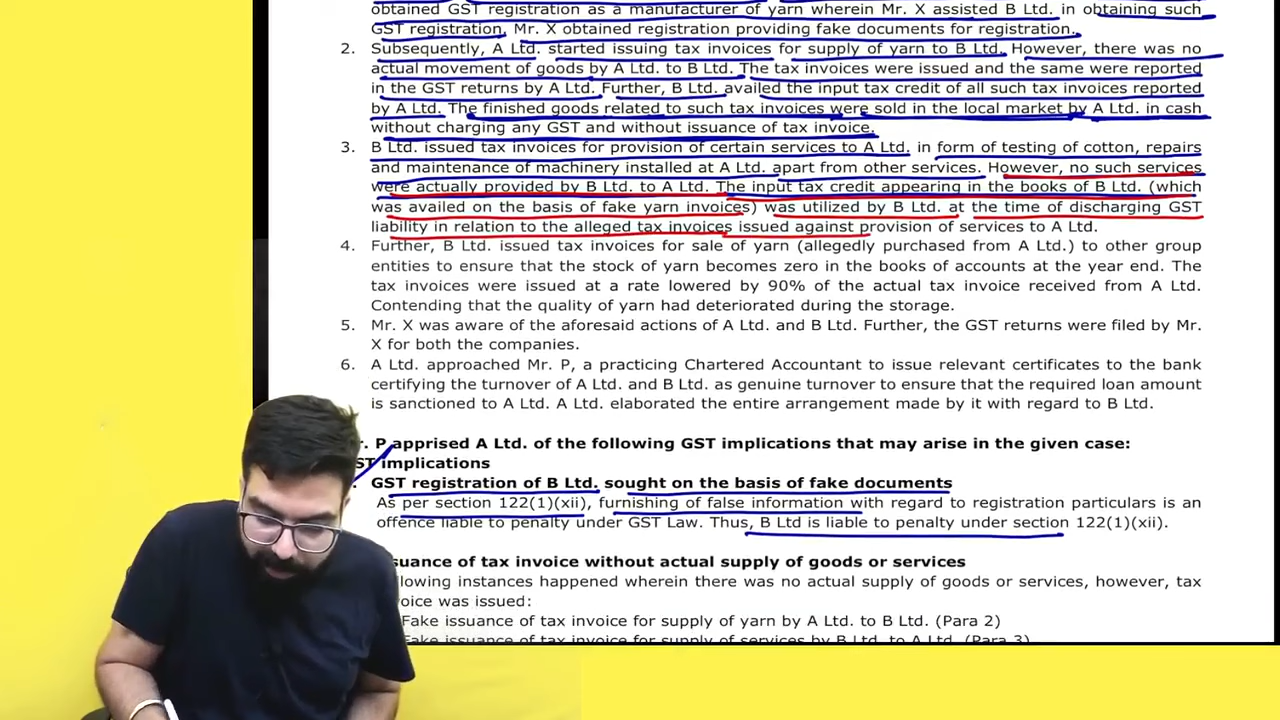 obtained GST registration as a manufacturer of yarn wherein Mr. X assisted B Ltd. in obtaining such
GST registration. Mr. X obtained registration providing fake documents for registration.
2. Subsequently, A Ltd. started issuing tax invoices for supply of yarn to B Ltd. However, there was no
actual movement of goods by A Ltd. to B Ltd. The tax invoices were issued and the same were reported
in the GST returns by A Ltd. Further, B Ltd. availed the input tax credit of all such tax invoices reported
by A Ltd. The finished goods related to such tax invoices were sold in the local market by A Ltd. in cash
without charging any GST and without issuance of tax invoice.
3. B Ltd. issued tax invoices for provision of certain services to A Ltd. in form of testing of cotton, repairs
and maintenance of machinery installed at A Ltd. apart from other services. However, no such services
were actually provided by B Ltd. to A Ltd. The input tax credit appearing in the books of B Ltd. (which
was availed on the basis of fake yarn invoices) was utilized by B Ltd. at the time of discharging GST
liability in relation to the alleged tax invoices issued against provision of services to A Ltd.
4. Further, B Ltd. issued tax invoices for sale of yarn (allegedly purchased from A Ltd.) to other group
entities to ensure that the stock of yarn becomes zero in the books of accounts at the year end. The
tax invoices were issued at a rate lowered by 90% of the actual tax invoice received from A Ltd.
Contending that the quality of yarn had deteriorated during the storage.
5. Mr. X was aware of the aforesaid actions of A Ltd. and B Ltd. Further, the GST returns were filed by Mr.
X for both the companies.
6. A Ltd. approached Mr. P, a practicing Chartered Accountant to issue relevant certificates to the bank
certifying the turnover of A Ltd. and B Ltd. as genuine turnover to ensure that the required loan amount
is sanctioned to A Ltd. A Ltd. elaborated the entire arrangement made by it with regard to B Ltd.
r. P apprised A Ltd. of the following GST implications that may arise in the given case:
ST implications
GST registration of B Ltd. sought on the basis of fake documents
As per section 122(1)(xii), furnishing of false information with regard to registration particulars is an
offence liable to penalty under GST Law. Thus, B Ltd is liable to penalty under section 122(1)(xii).
suance of tax invoice without actual supply of goods or services
llowing instances happened wherein there was no actual supply of goods or services, however, tax
voice was issued:
Fake issuance of tax invoice for supply of yarn by A Ltd. to B Ltd. (Para 2)
Fake issuance of tax invoice for supply of services by B Ltd. to A Ltd. (Para 3)